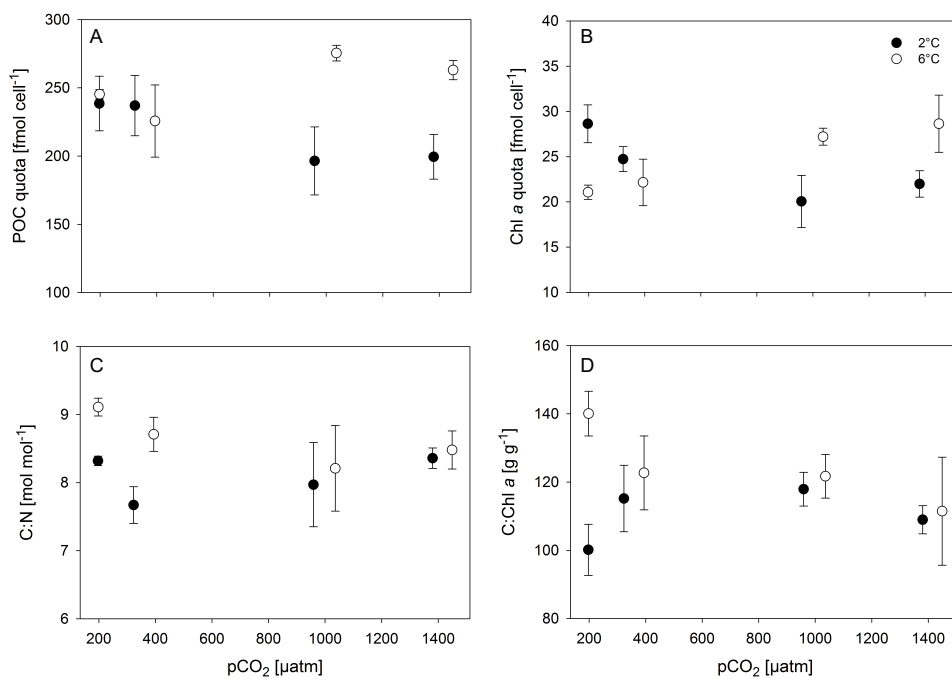 A
300
250
200
150
100
POC quota [fmol cell⁻¹]
B
2°C
6°C
40
35
30
25
20
15
10
Chl a quota [fmol cell⁻¹]
C
10
9
8
7
6
C:N [mol mol⁻¹]
200 400 600 800 1000 1200 1400
pCO₂ [µatm]
D
160
140
120
100
80
C:Chl a [g g⁻¹]
200 400 600 800 1000 1200 1400
pCO₂ [µatm]